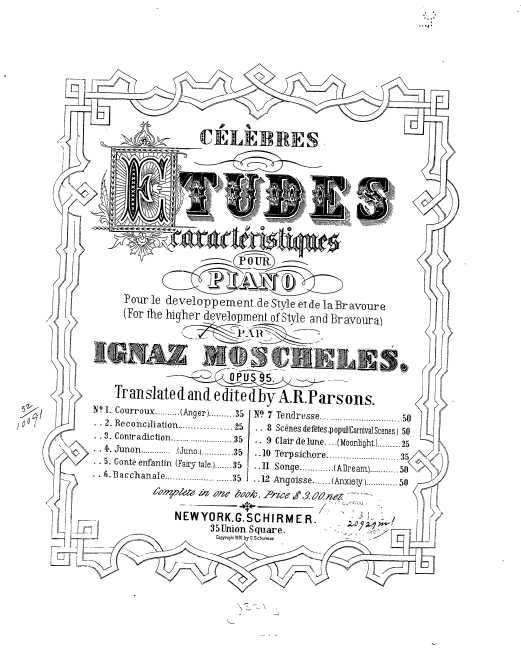 CÉLÈBRES
ETUDES
caractéristiques
POUR
PIANO
Pour le developpement de Style et de la Bravoure
(For the higher development of Style and Bravoura)
PAR
IGNAZ MOSCHELES.
OPUS 95.
Translated and edited by A.R.Parsons.
Nº 1. Courroux.........(Anger)..........35
. . 2. Reconciliation....................25
. . 3. Contradiction....................35
. . 4. Junon............(Juno.)..........35
. . 5. Conte enfantin (Fairy tale.).....35
. . 6. Bacchanale........................35
Nº 7 Tendresse........................50
. . 8 Scènes de fêtes, popul(Carnival Scenes) 50
. . 9 Clair de lune....(Moonlight.)........25
. . 10 Terpsichore......................35
. . 11 Songe.........(A Dream).........50
. . 12 Angoisse......(Anxiety)..........50
Complete in one book. Price $ 3.00 net.
NEW YORK. G. SCHIRMER.
35 Union Square.
Copyright 1890 by G. Schirmer